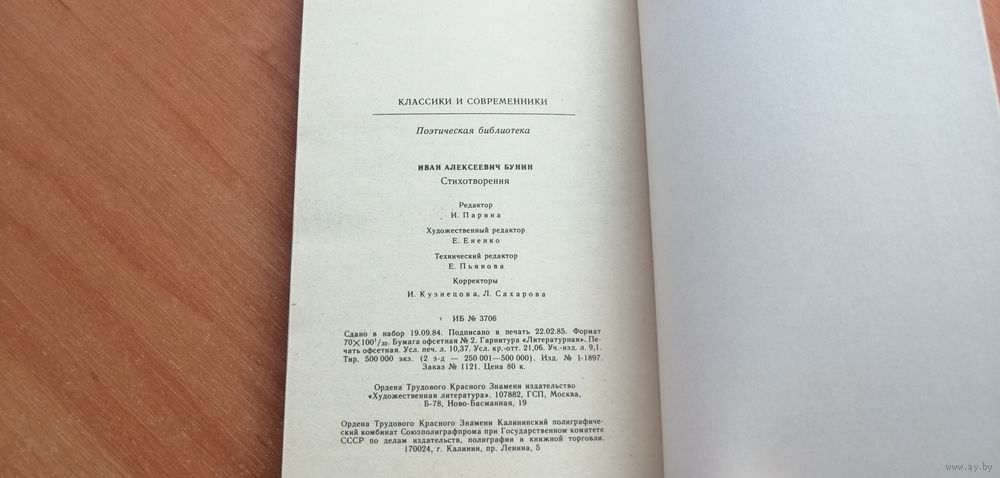 КЛАССИКИ И СОВРЕМЕННИКИ
Поэтическая библиотека
ИВАН АЛЕКСЕЕВИЧ БУНИН
Стихотворения
Редактор
И. Парина
Художественный редактор
Е. Ененко
Технический редактор
Е. Пьянова
Корректоры
И. Кузнецова, Л. Сахарова
ИБ № 3706
Сдано в набор 19.09.84. Подписано в печать 22.02.85. Формат
70×100¹/₃₂. Бумага офсетная № 2. Гарнитура «Литературная». Пе-
чать офсетная. Усл. печ. л. 10,37. Усл. кр.-отт. 21,06. Уч.-изд. л. 9,1.
Тир. 500 000 экз. (2 з-д — 250 001—500 000). Изд. № I-1897.
Заказ № 1121. Цена 80 к.
Ордена Трудового Красного Знамени издательство
«Художественная литература». 107882, ГСП, Москва,
Б-78, Ново-Басманная, 19
Ордена Трудового Красного Знамени Калининский полиграфиче-
ский комбинат Союзполиграфпрома при Государственном комитете
СССР по делам издательств, полиграфии и книжной торговли.
170024, г. Калинин, пр. Ленина, 5
www.ay.by